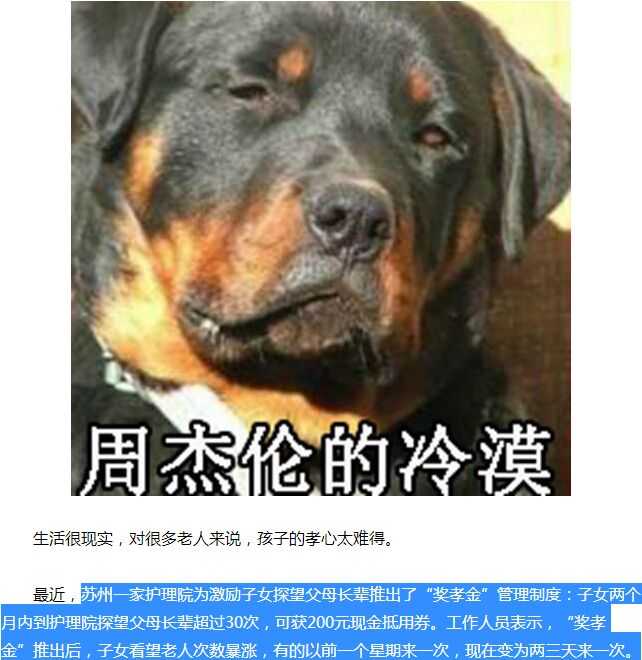 周杰伦的冷漠
生活很现实，对很多老人来说，孩子的孝心太难得。
最近，苏州一家护理院为激励子女探望父母长辈推出了“奖孝金”管理制度：子女两个
月内到护理院探望父母长辈超过30次，可获200元现金抵用券。工作人员表示，“奖孝
金”推出后，子女看望老人次数暴涨，有的以前一个星期来一次，现在变为两三天来一次。